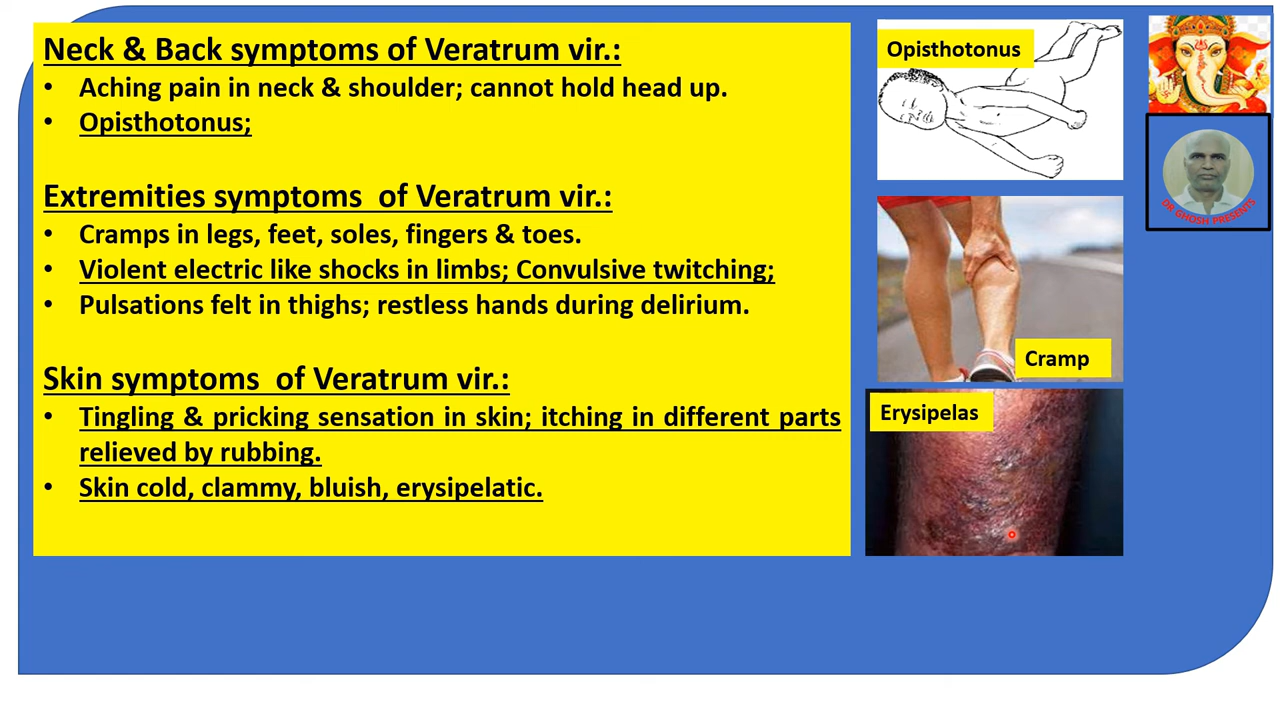 Neck & Back symptoms of Veratrum vir.:
• Aching pain in neck & shoulder; cannot hold head up.
• Opisthotonus;
Extremities symptoms of Veratrum vir.:
• Cramps in legs, feet, soles, fingers & toes.
• Violent electric like shocks in limbs; Convulsive twitching;
• Pulsations felt in thighs; restless hands during delirium.
Skin symptoms of Veratrum vir.:
• Tingling & pricking sensation in skin; itching in different parts
relieved by rubbing.
• Skin cold, clammy, bluish, erysipelatic.
Opisthotonus
Cramp
Erysipelas
DR GHOSH PRESENTS